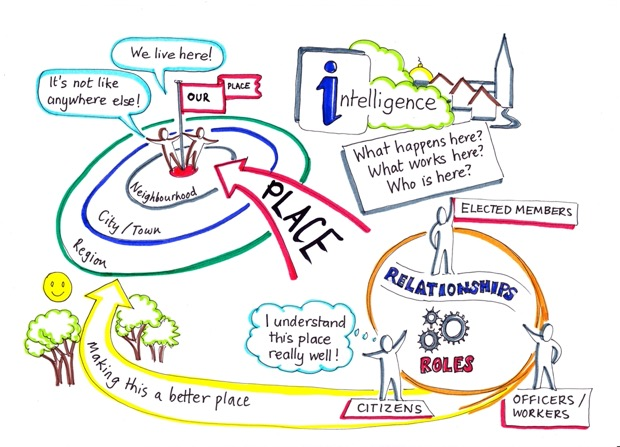 We live here!
It's not like
anywhere else!
OUR
PLACE
Neighbourhood
City/Town
Region
PLACE
intelligence
What happens here?
What works here?
Who is here?
ELECTED MEMBERS
RELATIONSHIPS
ROLES
I understand
this place
really well!
CITIZENS
OFFICERS/
WORKERS
Making this a better place